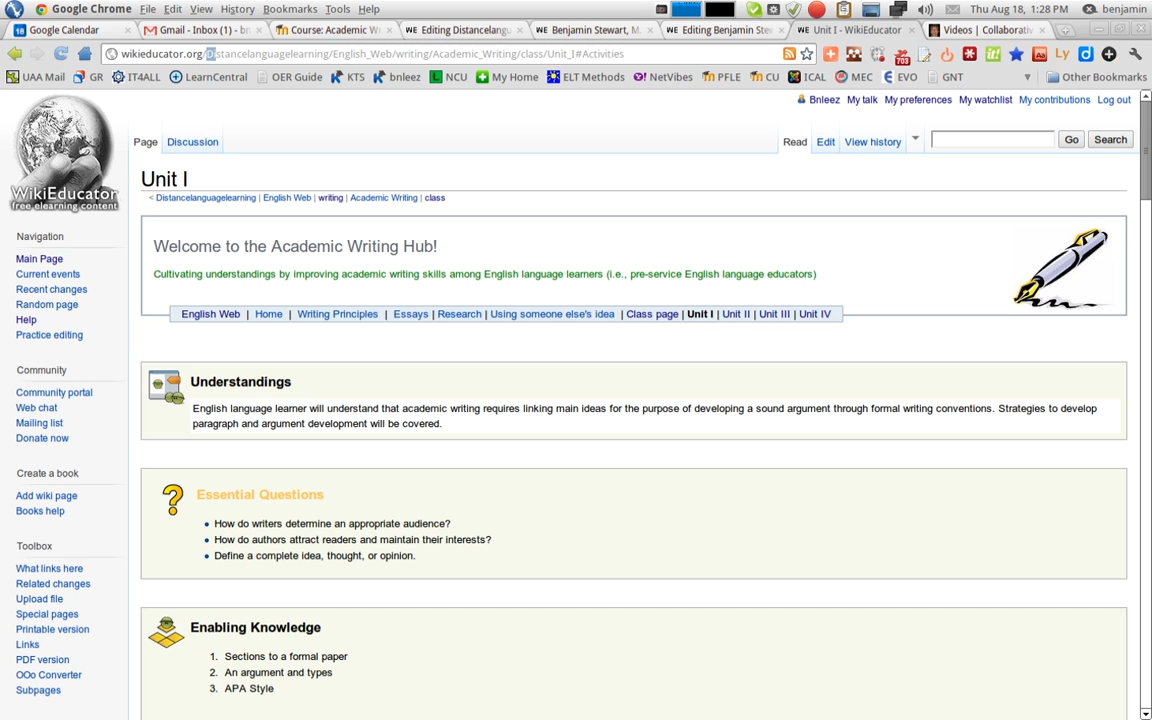 Google Chrome File Edit View History Bookmarks Tools Help Thu Aug 18, 1:28 PM benjamin
Google Calendar Gmail - Inbox (1) - bn Course: Academic Wr WE Editing Distancelangu WE Benjamin Stewart, M. WE Editing Benjamin Ste WE Unit I - WikiEducator Videos | Collaborativ
wikieducator.org/Distancelanguagelearning/English_Web/writing/Academic_Writing/class/Unit_I#Activities
UAA Mail GR IT4ALL LearnCentral OER Guide KTS bnleez NCU My Home ELT Methods NetVibes PFLE CU ICAL MEC EVO GNT Other Bookmarks
Bnleez My talk My preferences My watchlist My contributions Log out
Page Discussion Read Edit View history Go Search
WikiEducator
free elearning content
Unit I
< Distancelanguagelearning | English Web | writing | Academic Writing | class
Welcome to the Academic Writing Hub!
Cultivating understandings by improving academic writing skills among English language learners (i.e., pre-service English language educators)
English Web | Home | Writing Principles | Essays | Research | Using someone else's idea | Class page | Unit I | Unit II | Unit III | Unit IV
Navigation
Main Page
Current events
Recent changes
Random page
Help
Practice editing
Community
Community portal
Web chat
Mailing list
Donate now
Create a book
Add wiki page
Books help
Toolbox
What links here
Related changes
Upload file
Special pages
Printable version
Links
PDF version
OOo Converter
Subpages
Understandings
English language learner will understand that academic writing requires linking main ideas for the purpose of developing a sound argument through formal writing conventions. Strategies to develop
paragraph and argument development will be covered.
Essential Questions
How do writers determine an appropriate audience?
How do authors attract readers and maintain their interests?
Define a complete idea, thought, or opinion.
Enabling Knowledge
1. Sections to a formal paper
2. An argument and types
3. APA Style